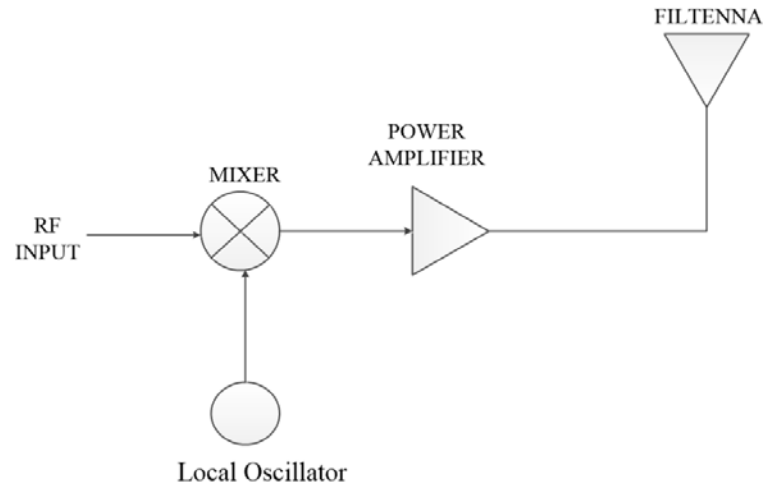 FILTENNA
POWER
AMPLIFIER
MIXER
RF
INPUT
Local Oscillator